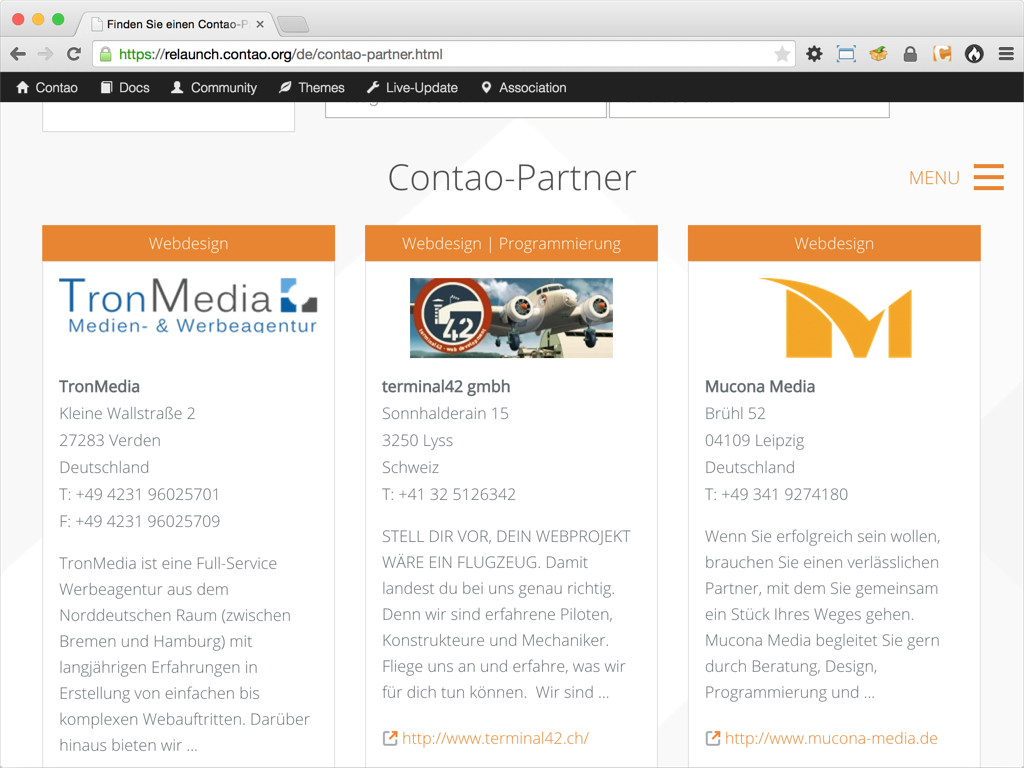 Finden Sie einen Contao-P
https://relaunch.contao.org/de/contao-partner.html
Contao Docs Community Themes Live-Update Association
Contao-Partner
MENU
Webdesign
TronMedia
Medien- & Werbeagentur
TronMedia
Kleine Wallstraße 2
27283 Verden
Deutschland
T: +49 4231 96025701
F: +49 4231 96025709
TronMedia ist eine Full-Service
Werbeagentur aus dem
Norddeutschen Raum (zwischen
Bremen und Hamburg) mit
langjährigen Erfahrungen in
Erstellung von einfachen bis
komplexen Webauftritten. Darüber
hinaus bieten wir ...
Webdesign | Programmierung
42
terminal42 - web development
terminal42 gmbh
Sonnhalderain 15
3250 Lyss
Schweiz
T: +41 32 5126342
STELL DIR VOR, DEIN WEBPROJEKT
WÄRE EIN FLUGZEUG. Damit
landest du bei uns genau richtig.
Denn wir sind erfahrene Piloten,
Konstrukteure und Mechaniker.
Fliege uns an und erfahre, was wir
für dich tun können. Wir sind ...
http://www.terminal42.ch/
Webdesign
M
Mucona Media
Brühl 52
04109 Leipzig
Deutschland
T: +49 341 9274180
Wenn Sie erfolgreich sein wollen,
brauchen Sie einen verlässlichen
Partner, mit dem Sie gemeinsam
ein Stück Ihres Weges gehen.
Mucona Media begleitet Sie gern
durch Beratung, Design,
Programmierung und ...
http://www.mucona-media.de